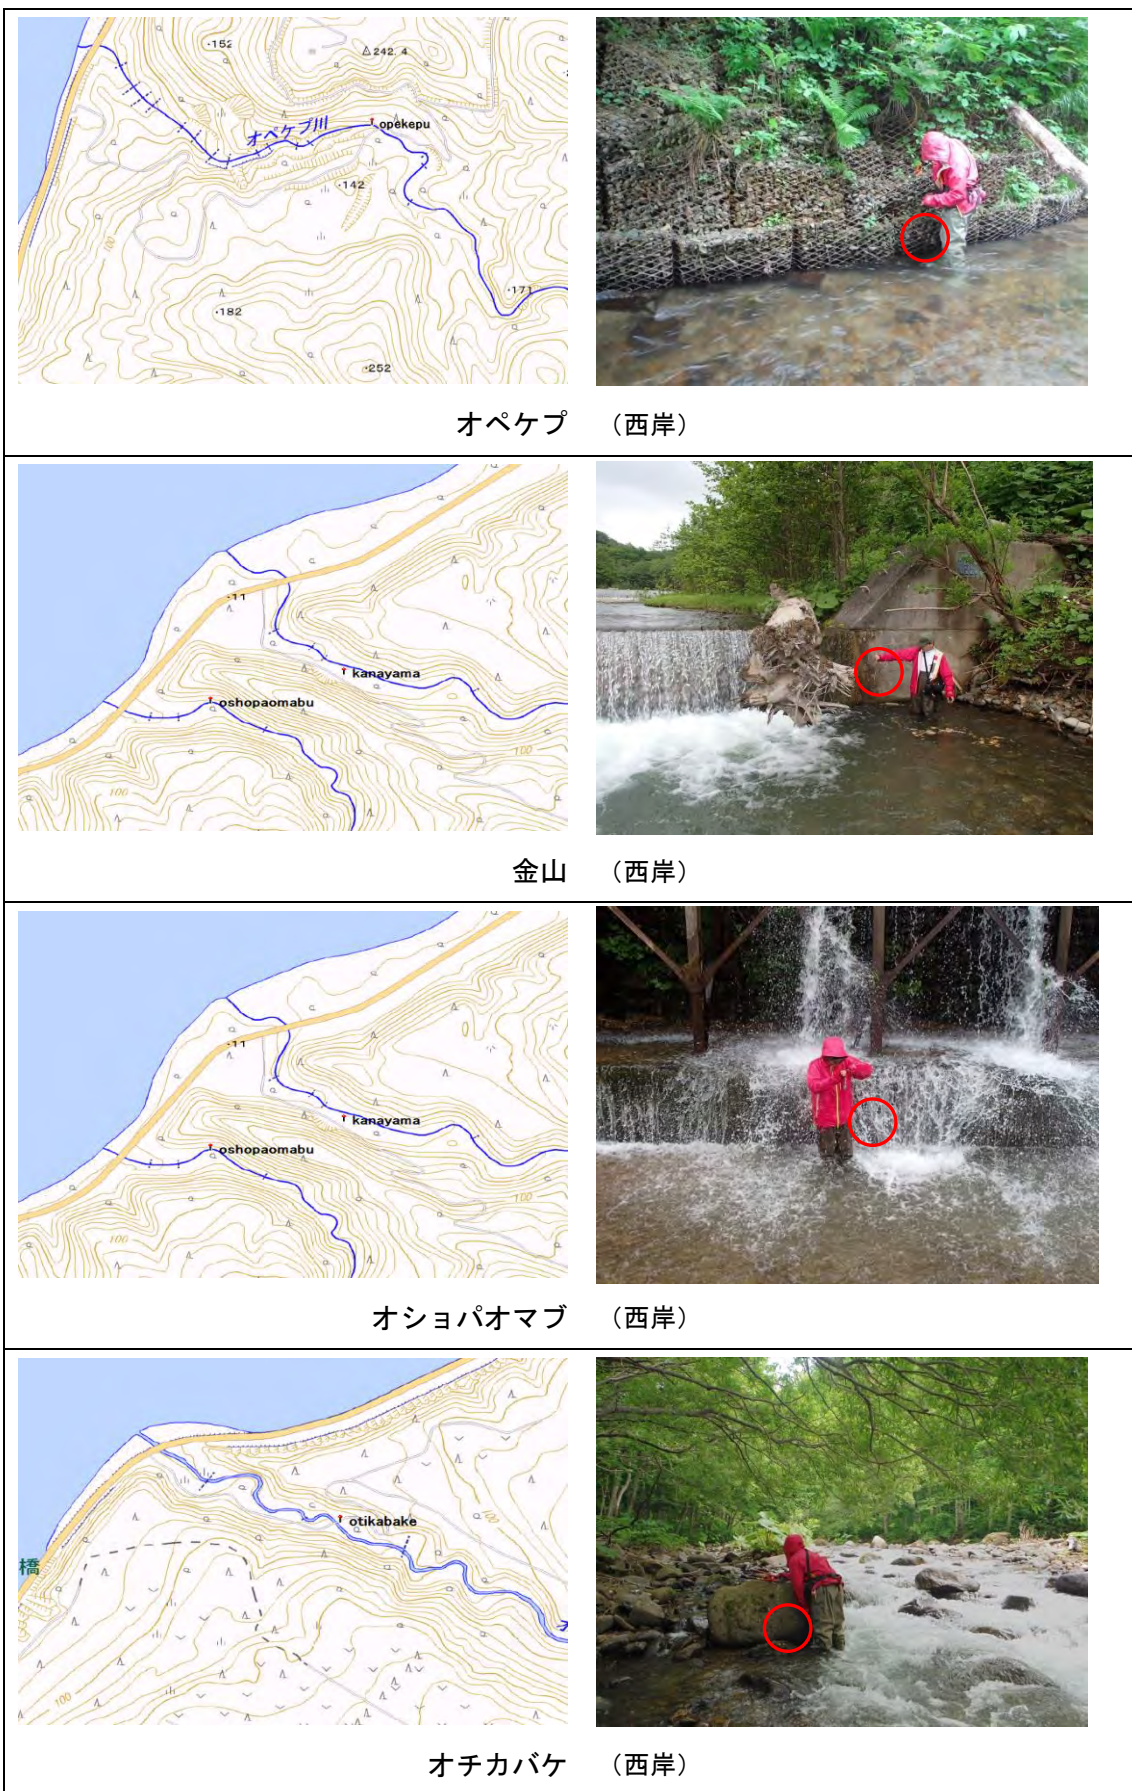 ・152
242.4
オペケプ川
opekepu
・142
100
・171
・182
・252
オペケプ （西岸）
・11
kanayama
oshopaomabu
100
100
金山 （西岸）
・11
kanayama
oshopaomabu
100
100
オショパオマブ （西岸）
otikabake
100
橋
100
オチカバケ （西岸）